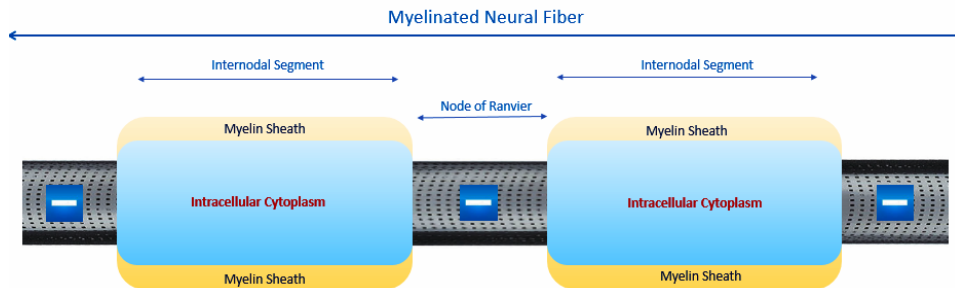 Myelinated Neural Fiber
Internodal Segment
Internodal Segment
Node of Ranvier
Myelin Sheath
Myelin Sheath
Intracellular Cytoplasm
Intracellular Cytoplasm
Myelin Sheath
Myelin Sheath